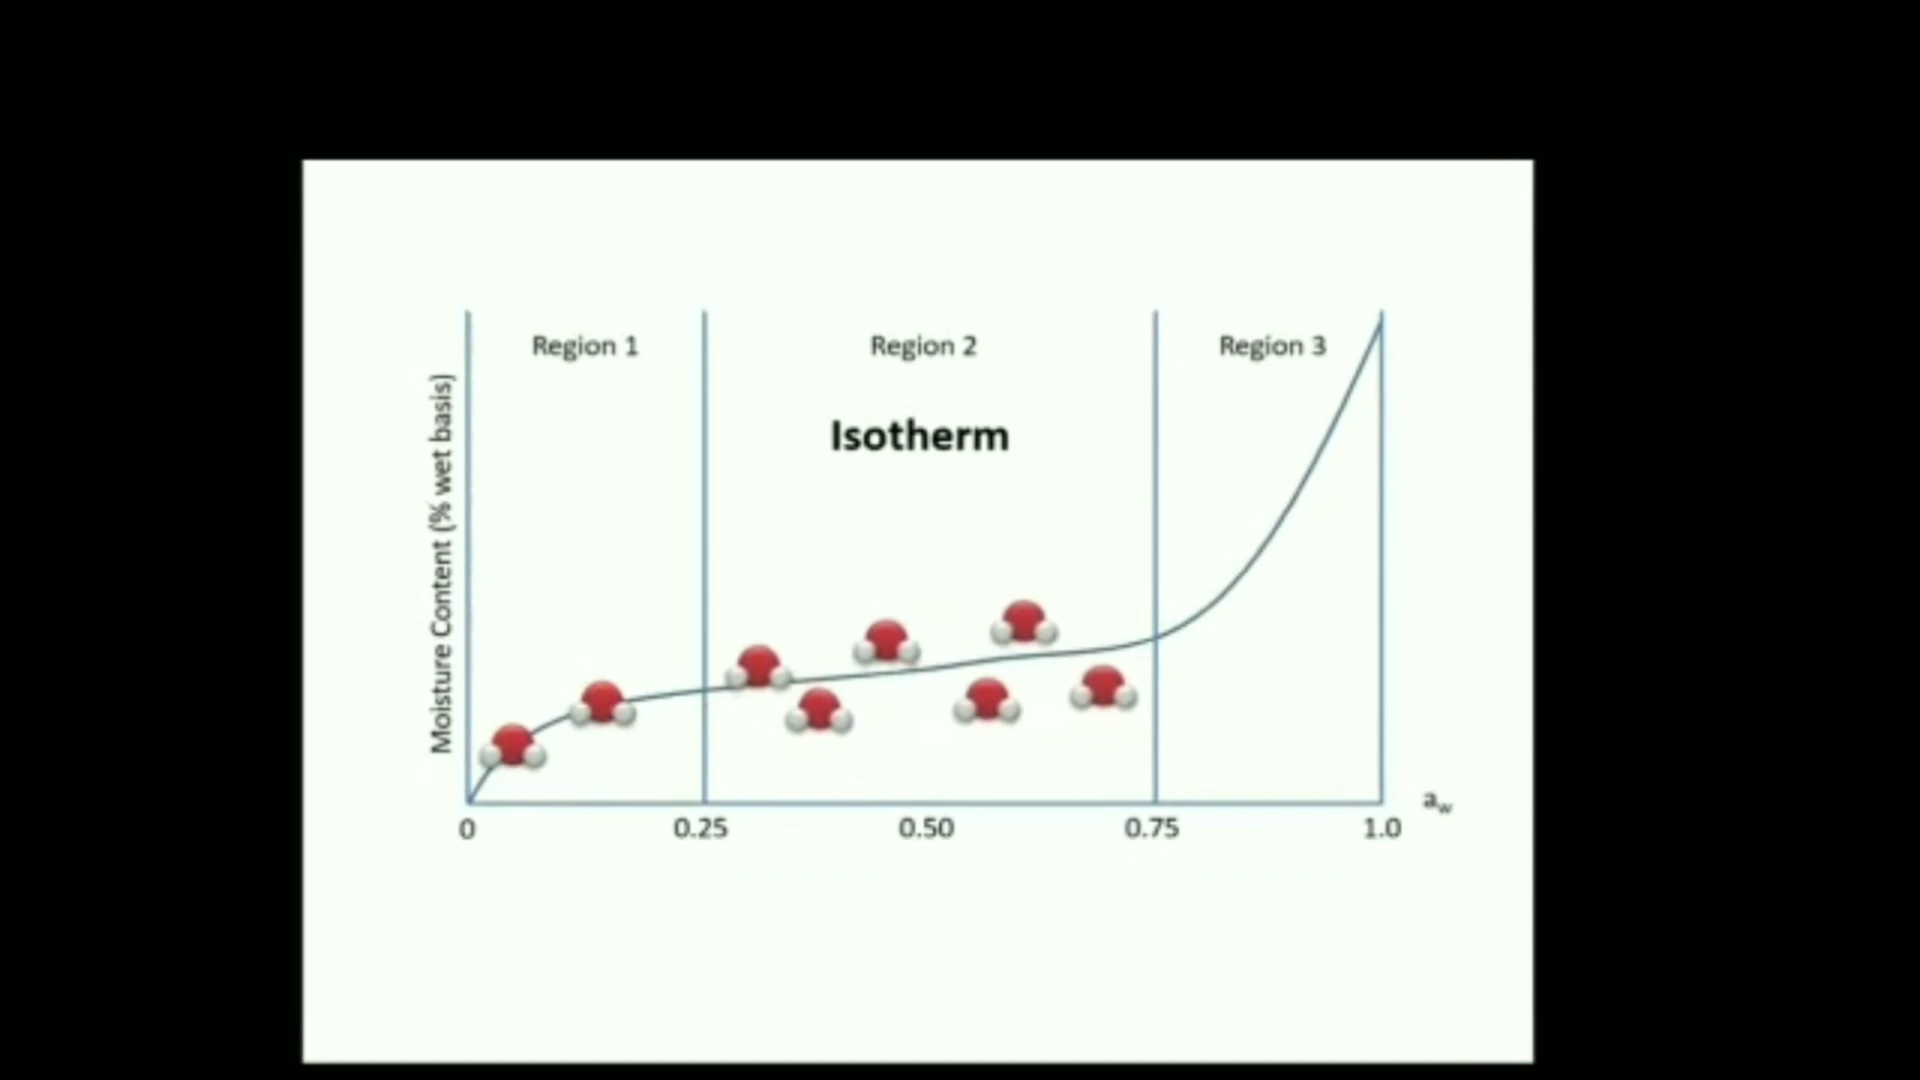 Region 1
Region 2
Region 3
Isotherm
Moisture Content (% wet basis)
0
0.25
0.50
0.75
1.0
aw